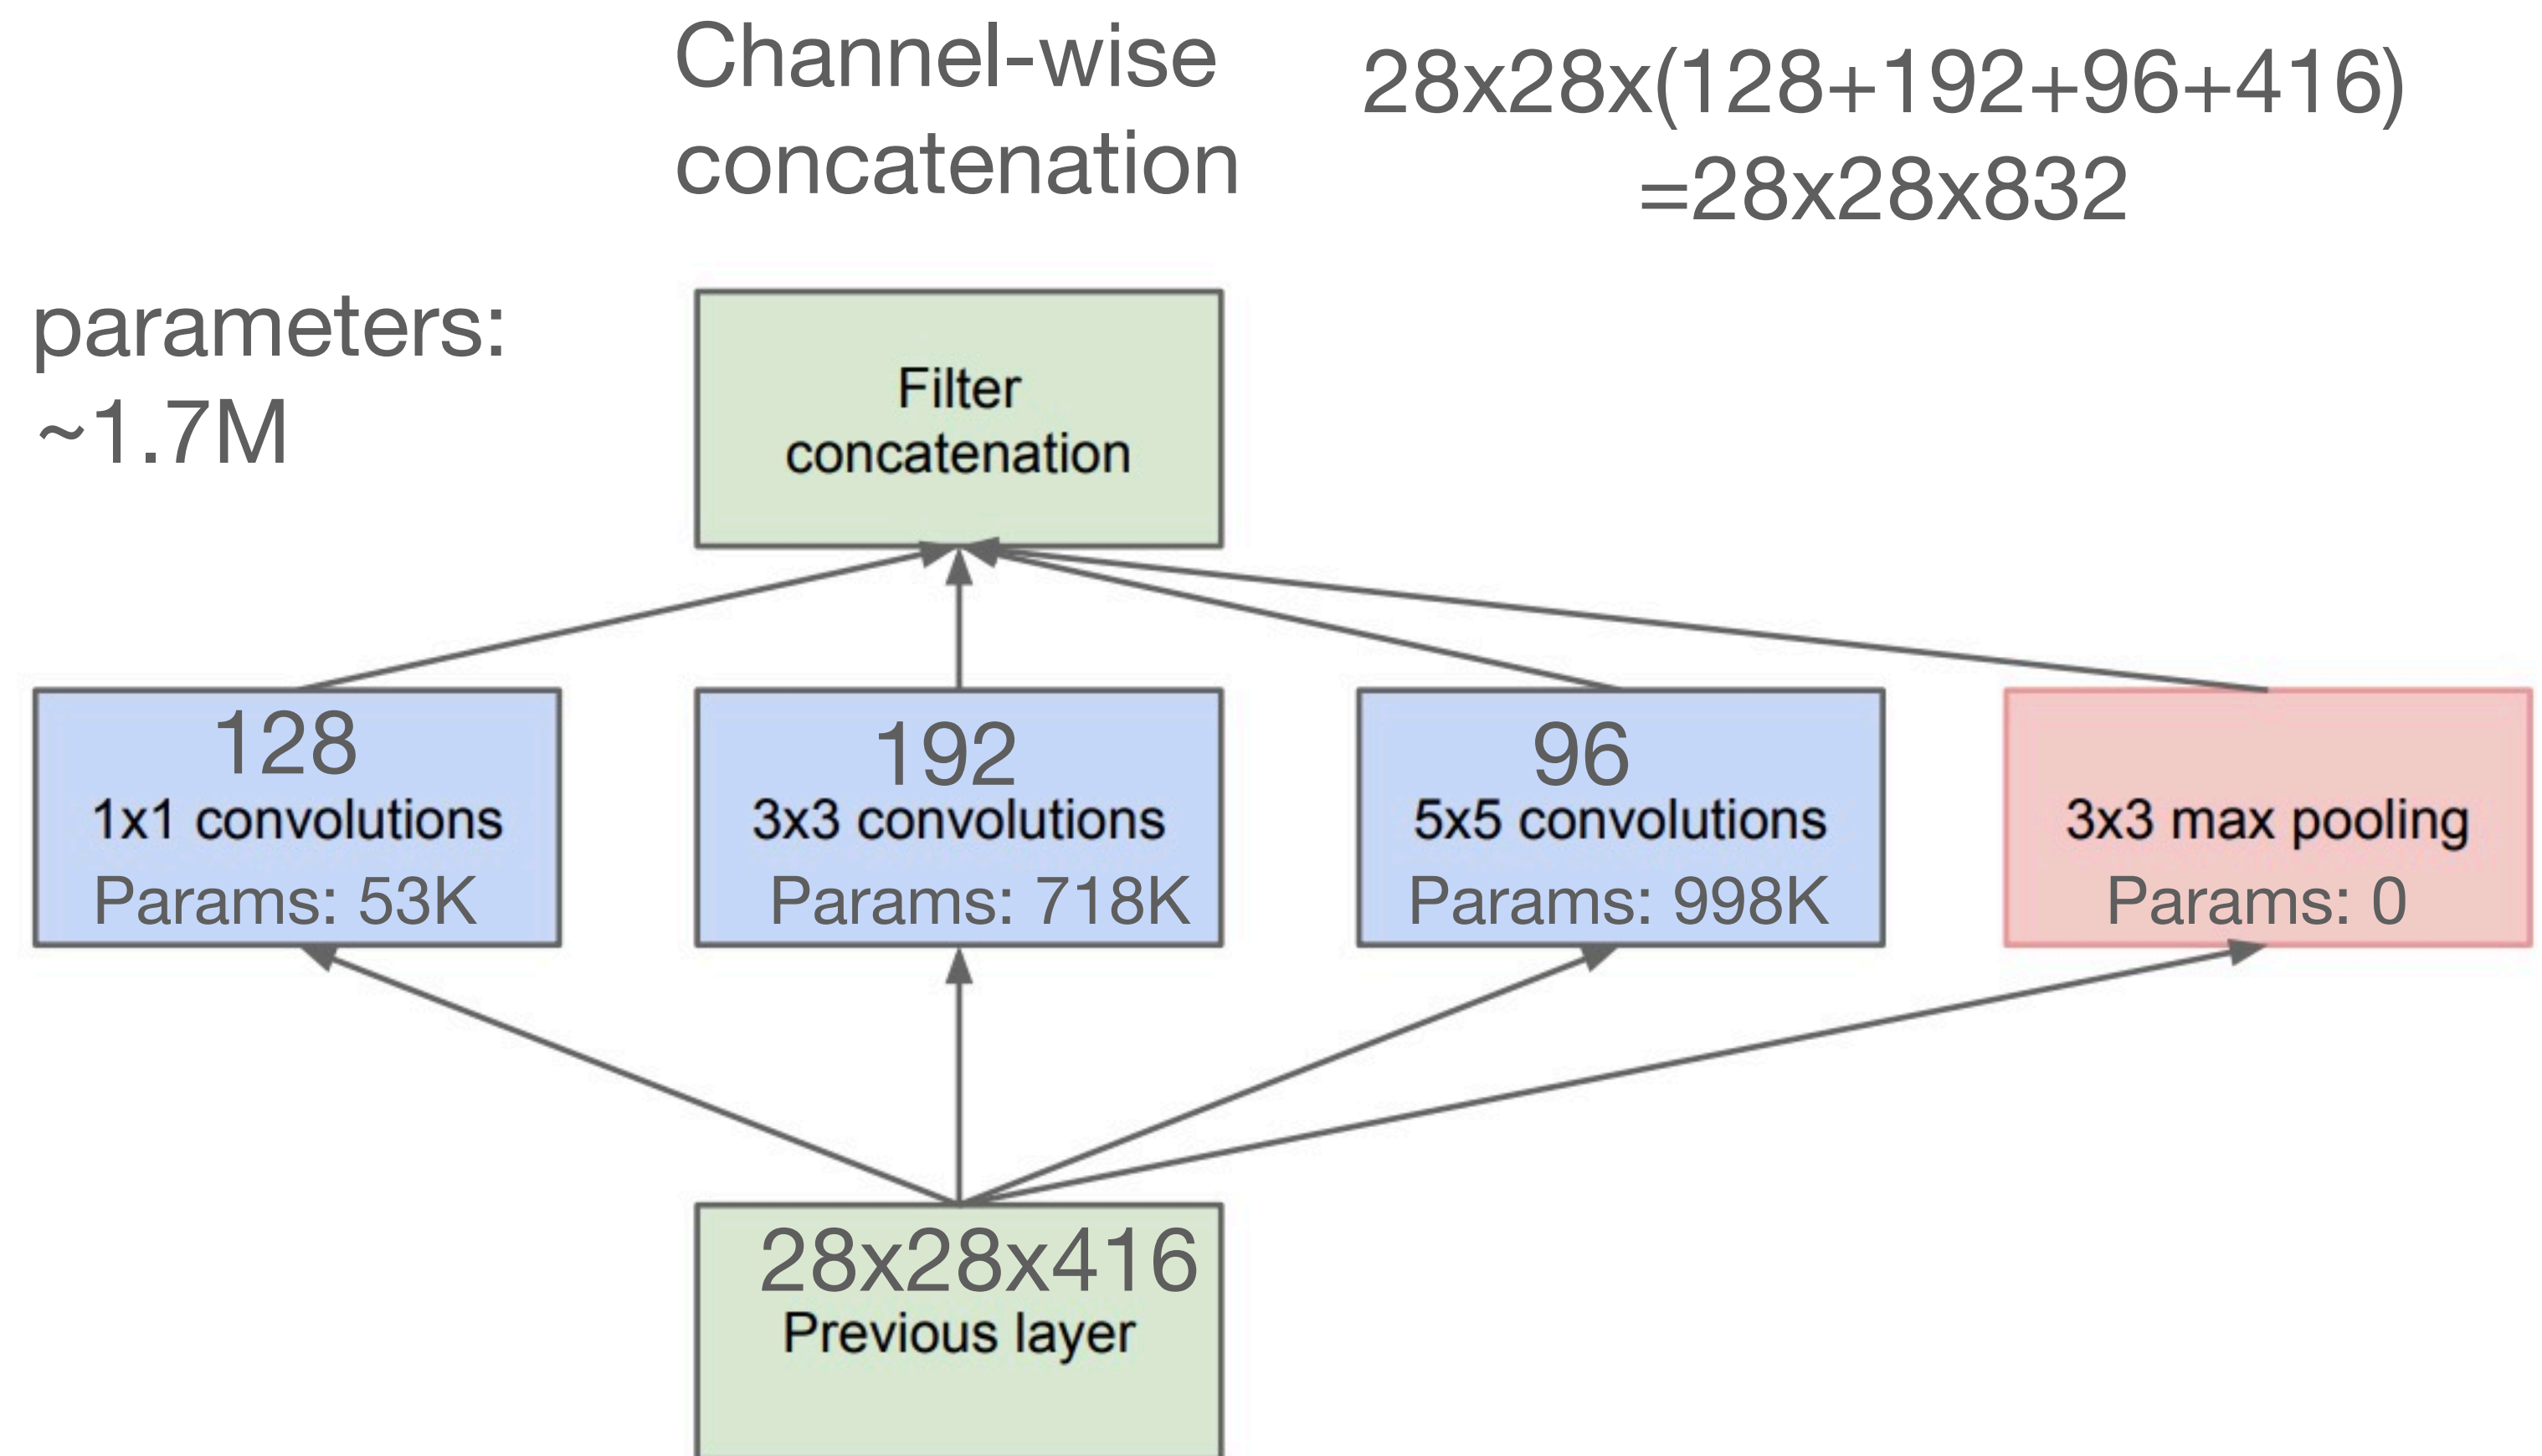 Channel-wise
concatenation
28x28x(128+192+96+416)
=28x28x832
parameters:
~1.7M
Filter
concatenation
128
1x1 convolutions
Params: 53K
192
3x3 convolutions
Params: 718K
96
5x5 convolutions
Params: 998K
3x3 max pooling
Params: 0
28x28x416
Previous layer